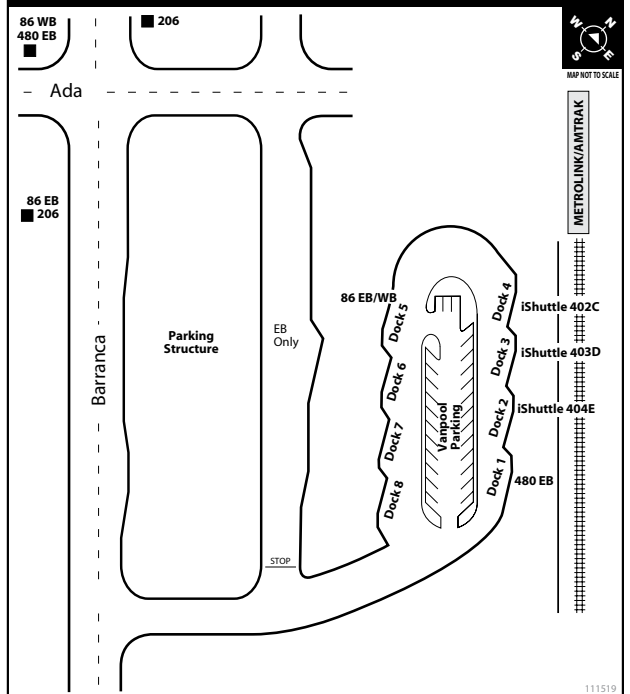 86 WB
480 EB
206
W
N
S
E
MAP NOT TO SCALE
Ada
METROLINK/AMTRAK
86 EB
206
86 EB/WB
Dock 5
Dock 4
iShuttle 402C
Parking
Structure
EB
Only
Dock 3
iShuttle 403D
Barranca
Dock 6
Dock 2
iShuttle 404E
Vanpool
Parking
Dock 7
Dock 1
480 EB
Dock 8
STOP
111519